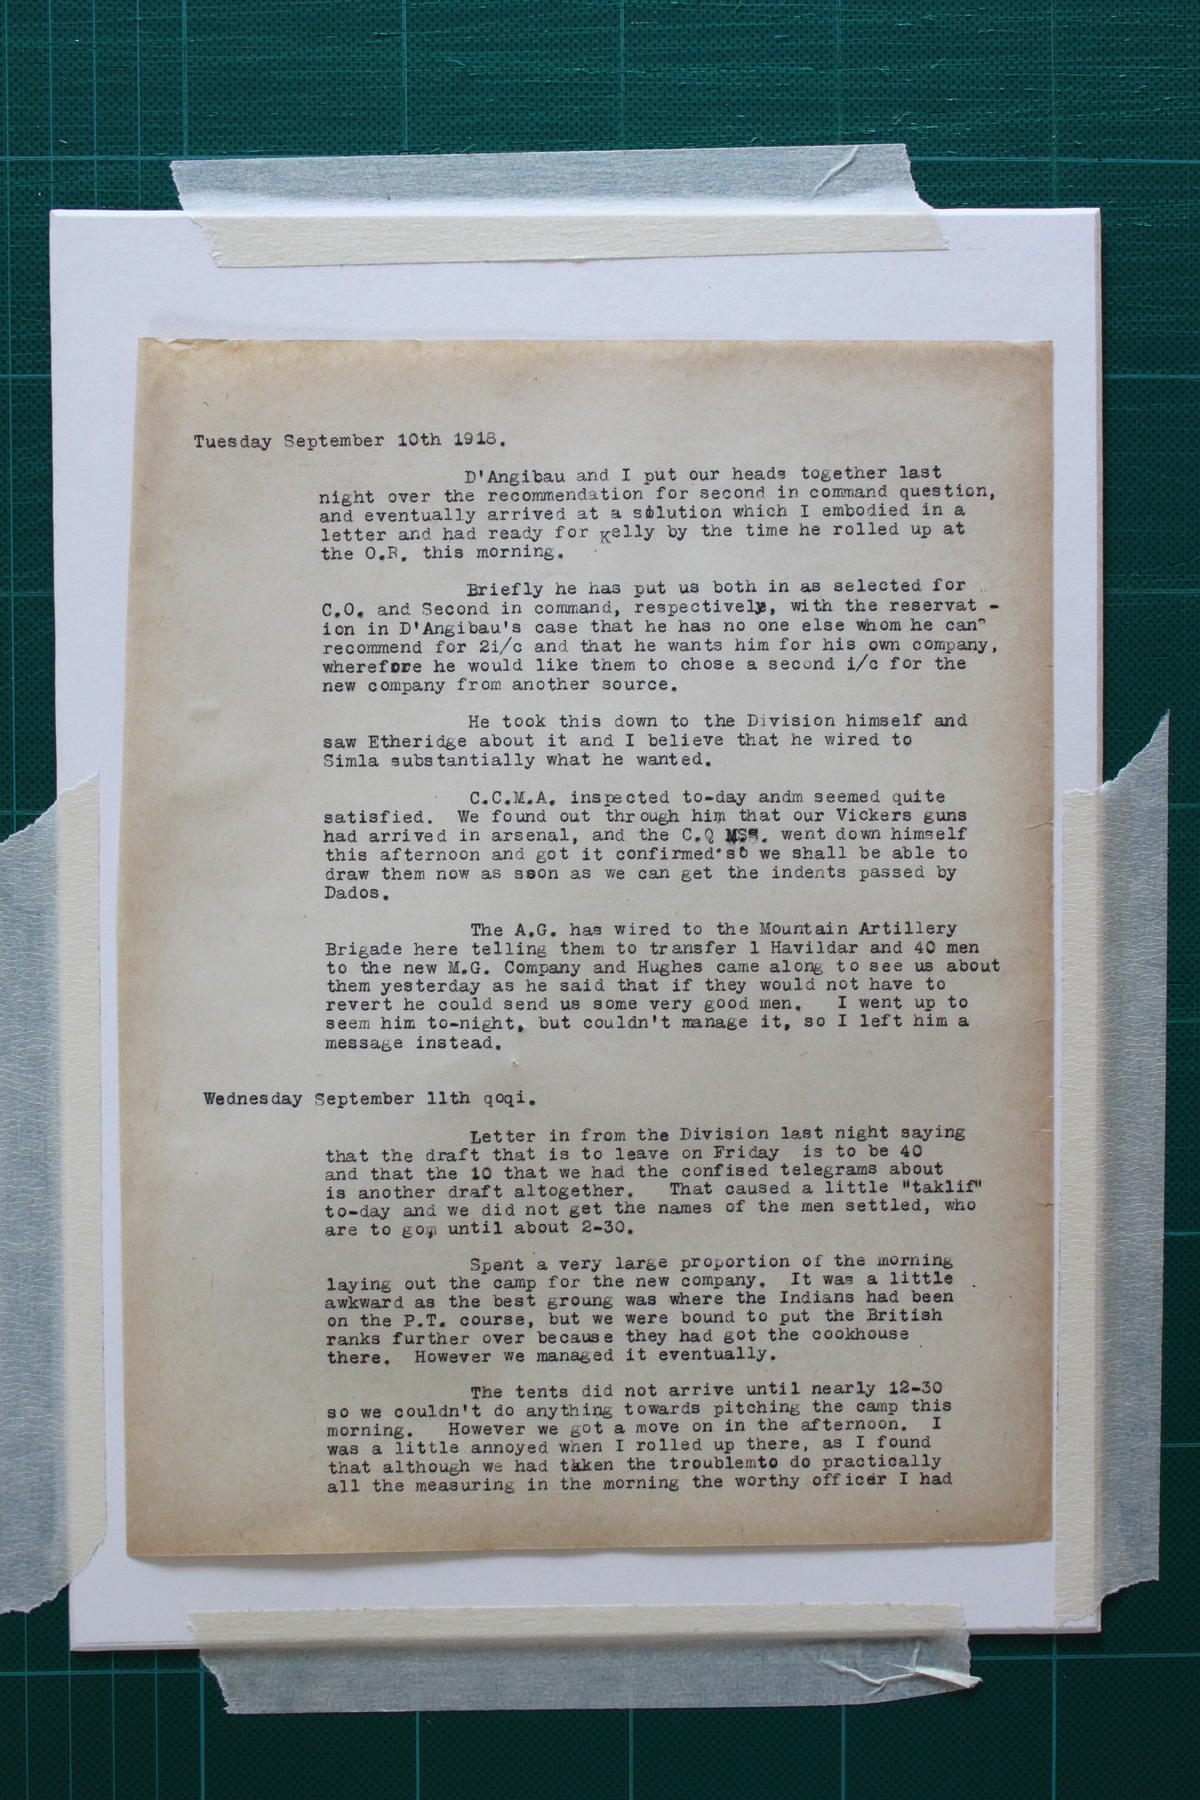 Tuesday September 10th 1918.
D'Angibau and I put our heads together last
night over the recommendation for second in command question,
and eventually arrived at a solution which I embodied in a
letter and had ready for Kelly by the time he rolled up at
the O.R. this morning.
Briefly he has put us both in as selected for
C.O. and Second in command, respectively, with the reservat -
ion in D'Angibau's case that he has no one else whom he can
recommend for 2i/c and that he wants him for his own company,
wherefore he would like them to chose a second i/c for the
new company from another source.
He took this down to the Division himself and
saw Etheridge about it and I believe that he wired to
Simla substantially what he wanted.
C.C.M.A. inspected to-day andm seemed quite
satisfied. We found out through him that our Vickers guns
had arrived in arsenal, and the C.Q MSS. went down himself
this afternoon and got it confirmed so we shall be able to
draw them now as soon as we can get the indents passed by
Dados.
The A.G. has wired to the Mountain Artillery
Brigade here telling them to transfer 1 Havildar and 40 men
to the new M.G. Company and Hughes came along to see us about
them yesterday as he said that if they would not have to
revert he could send us some very good men. I went up to
seem him to-night, but couldn't manage it, so I left him a
message instead.
Wednesday September 11th qoqi.
Letter in from the Division last night saying
that the draft that is to leave on Friday is to be 40
and that the 10 that we had the confised telegrams about
is another draft altogether. That caused a little "taklif"
to-day and we did not get the names of the men settled, who
are to go, until about 2-30.
Spent a very large proportion of the morning
laying out the camp for the new company. It was a little
awkward as the best groung was where the Indians had been
on the P.T. course, but we were bound to put the British
ranks further over because they had got the cookhouse
there. However we managed it eventually.
The tents did not arrive until nearly 12-30
so we couldn't do anything towards pitching the camp this
morning. However we got a move on in the afternoon. I
was a little annoyed when I rolled up there, as I found
that although we had taken the troublemto do practically
all the measuring in the morning the worthy officer I had